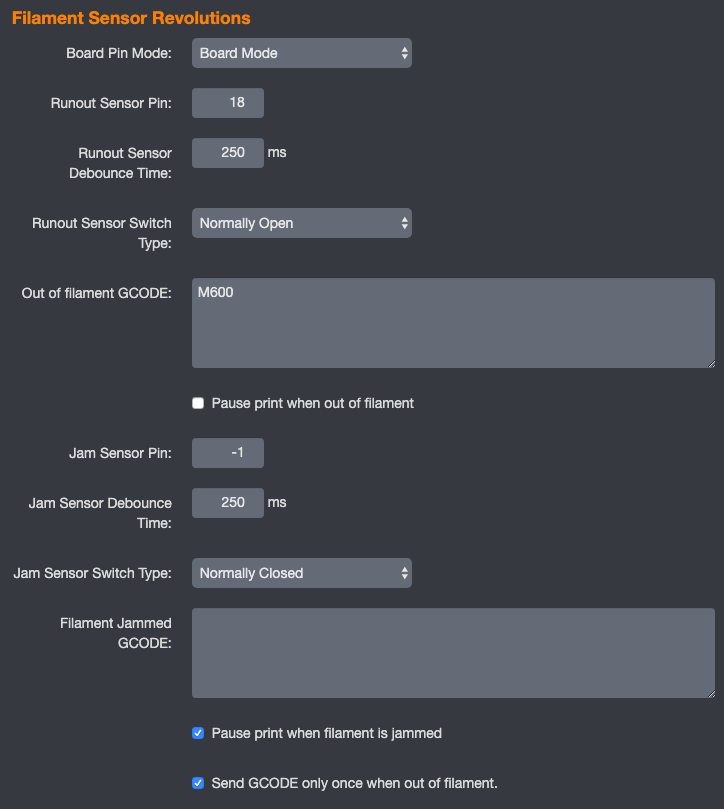 Filament Sensor Revolutions
Board Pin Mode: Board Mode
Runout Sensor Pin: 18
Runout Sensor
Debounce Time: 250 ms
Runout Sensor Switch
Type: Normally Open
Out of filament GCODE: M600
Pause print when out of filament
Jam Sensor Pin: -1
Jam Sensor Debounce
Time: 250 ms
Jam Sensor Switch Type: Normally Closed
Filament Jammed
GCODE:
Pause print when filament is jammed
Send GCODE only once when out of filament.